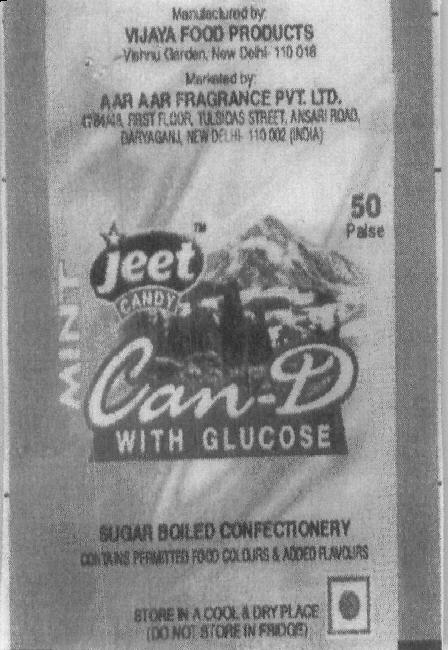 Manufactured by:
VIJAYA FOOD PRODUCTS
Vishnu Garden, New Delhi- 110 018
Marketed by:
AAR AAR FRAGRANCE PVT. LTD.
FIRST FLOOR, TULSIDAS STREET, ANSARI ROAD,
DARYAGANJ, NEW DELHI- 110 002 (INDIA)
50
Paise
jeet TM
CANDY
MINT
Can-D
WITH GLUCOSE
SUGAR BOILED CONFECTIONERY
CONTAINS PERMITTED FOOD COLOURS & ADDED FLAVOURS
STORE IN A COOL & DRY PLACE
(DO NOT STORE IN FRIDGE)